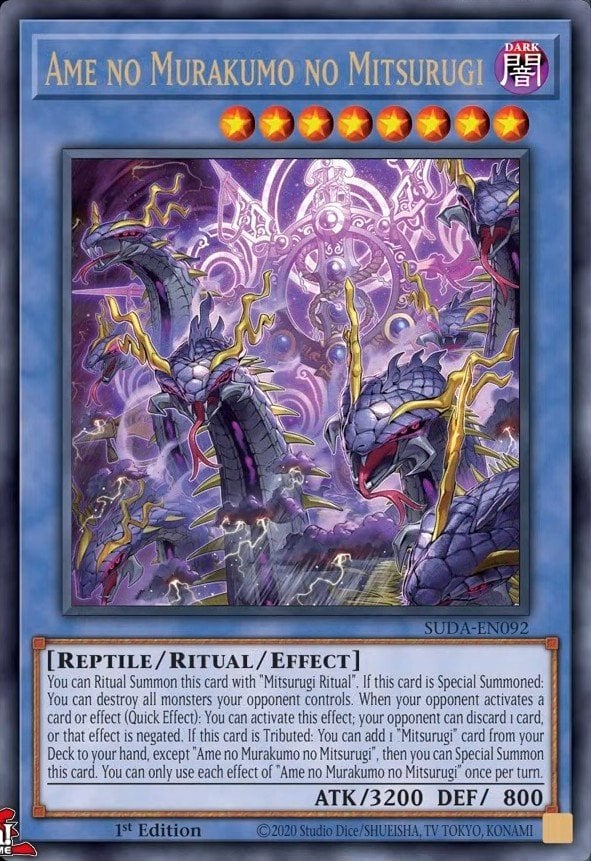 AME NO MURAKUMO NO MITSURUGI
DARK
闇
SUDA-EN092
[REPTILE/RITUAL/EFFECT]
You can Ritual Summon this card with "Mitsurugi Ritual". If this card is Special Summoned:
You can destroy all monsters your opponent controls. When your opponent activates a
card or effect (Quick Effect): You can activate this effect; your opponent can discard 1 card,
or that effect is negated. If this card is Tributed: You can add 1 "Mitsurugi" card from your
Deck to your hand, except "Ame no Murakumo no Mitsurugi", then you can Special Summon
this card. You can only use each effect of "Ame no Murakumo no Mitsurugi" once per turn.
ATK/3200 DEF/ 800
1st Edition
©2020 Studio Dice/SHUEISHA, TV TOKYO, KONAMI